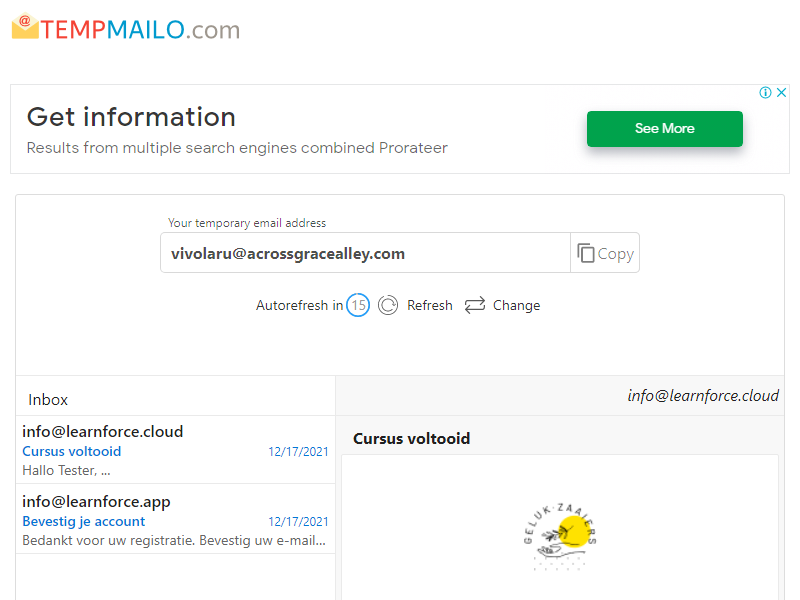 @TEMPMAILO.com
Get information
Results from multiple search engines combined Prorateer
See More
Your temporary email address
vivolaru@acrossgracealley.com
Copy
Autorefresh in 15 Refresh Change
Inbox
info@learnforce.cloud
info@learnforce.cloud
Cursus voltooid 12/17/2021
Hallo Tester, ...
info@learnforce.app
Bevestig je account 12/17/2021
Bedankt voor uw registratie. Bevestig uw e-mail...
Cursus voltooid
GELUK·ZAAIERS